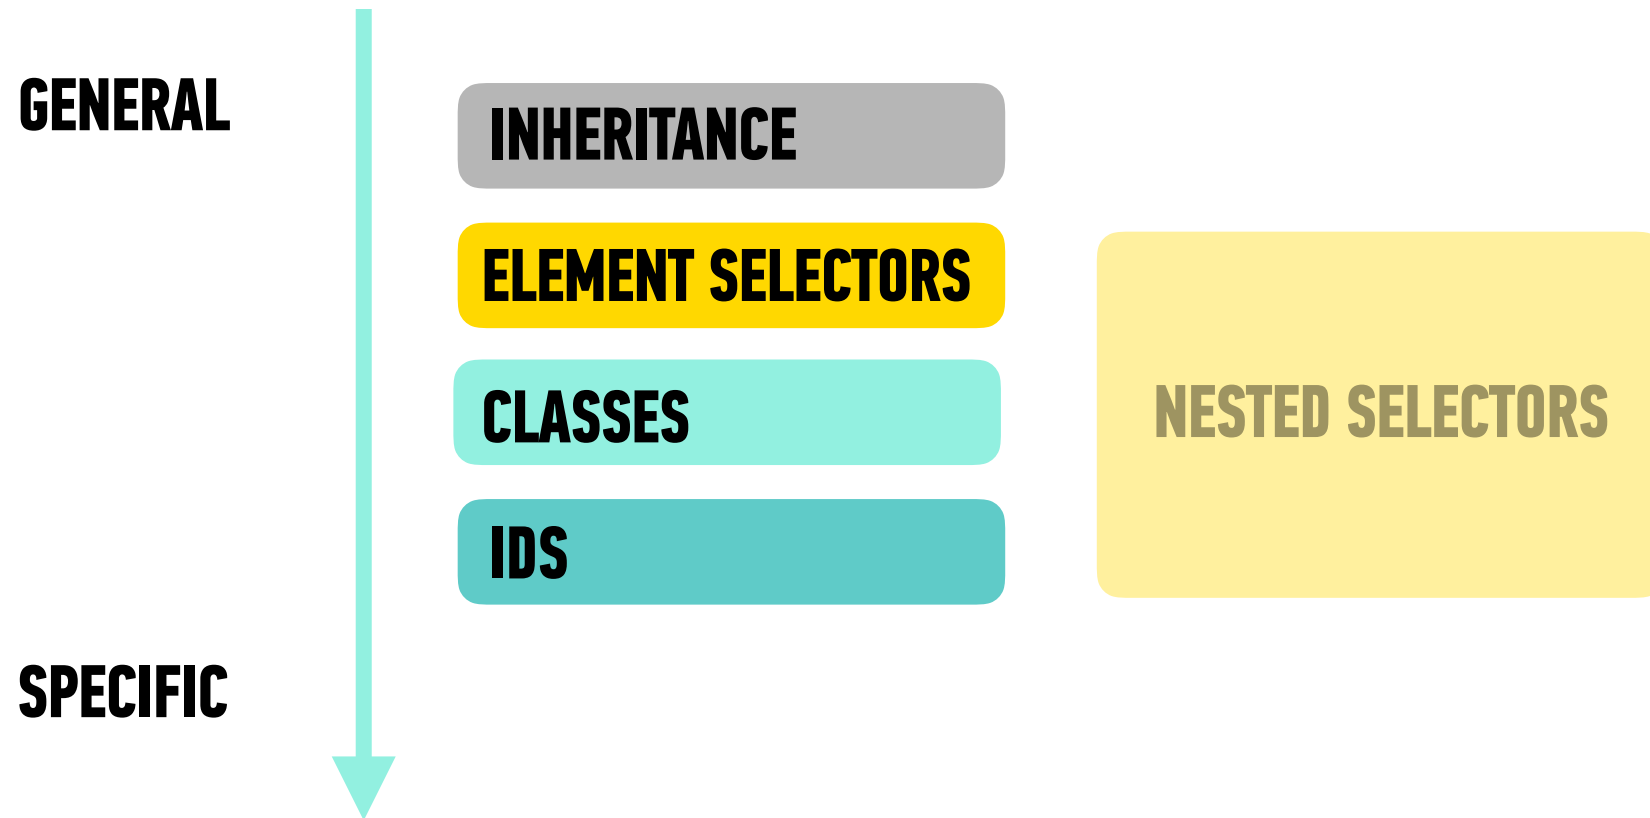 GENERAL
INHERITANCE
ELEMENT SELECTORS
CLASSES
NESTED SELECTORS
IDS
SPECIFIC